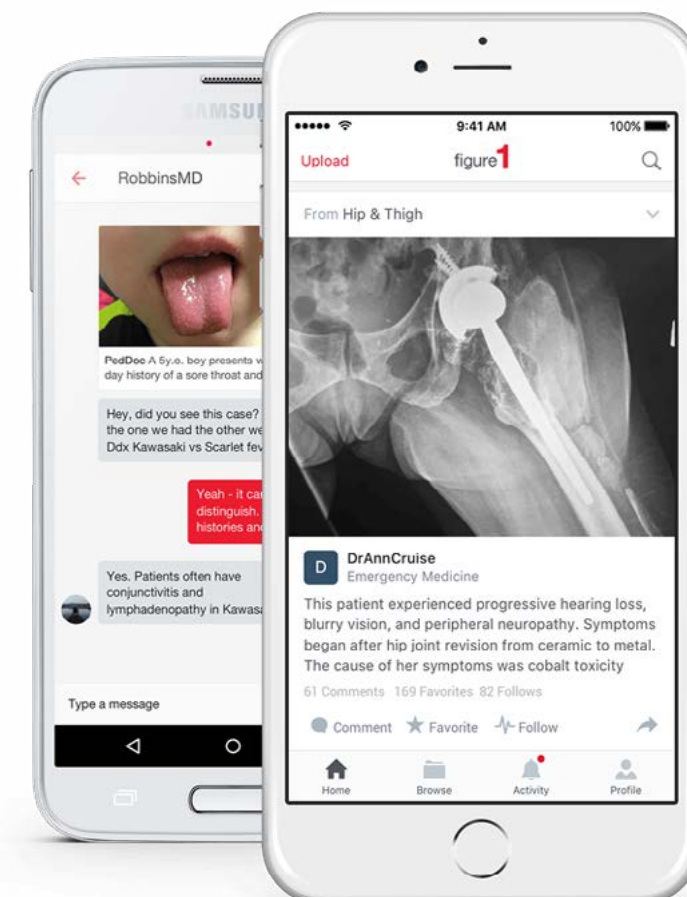 SAMSU
RobbinsMD
PedDoc A 5y.o. boy presents w
day history of a sore throat and
Hey, did you see this case?
the one we had the other we
Ddx Kawasaki vs Scarlet fev
Yeah - it ca
distinguish.
histories and
Yes. Patients often have
conjunctivitis and
lymphadenopathy in Kawasa
Type a message
9:41 AM
100%
Upload
figure1
From Hip & Thigh
D
DrAnnCruise
Emergency Medicine
This patient experienced progressive hearing loss,
blurry vision, and peripheral neuropathy. Symptoms
began after hip joint revision from ceramic to metal.
The cause of her symptoms was cobalt toxicity
61 Comments 169 Favorites 82 Follows
Comment Favorite Follow
Home Browse Activity Profile